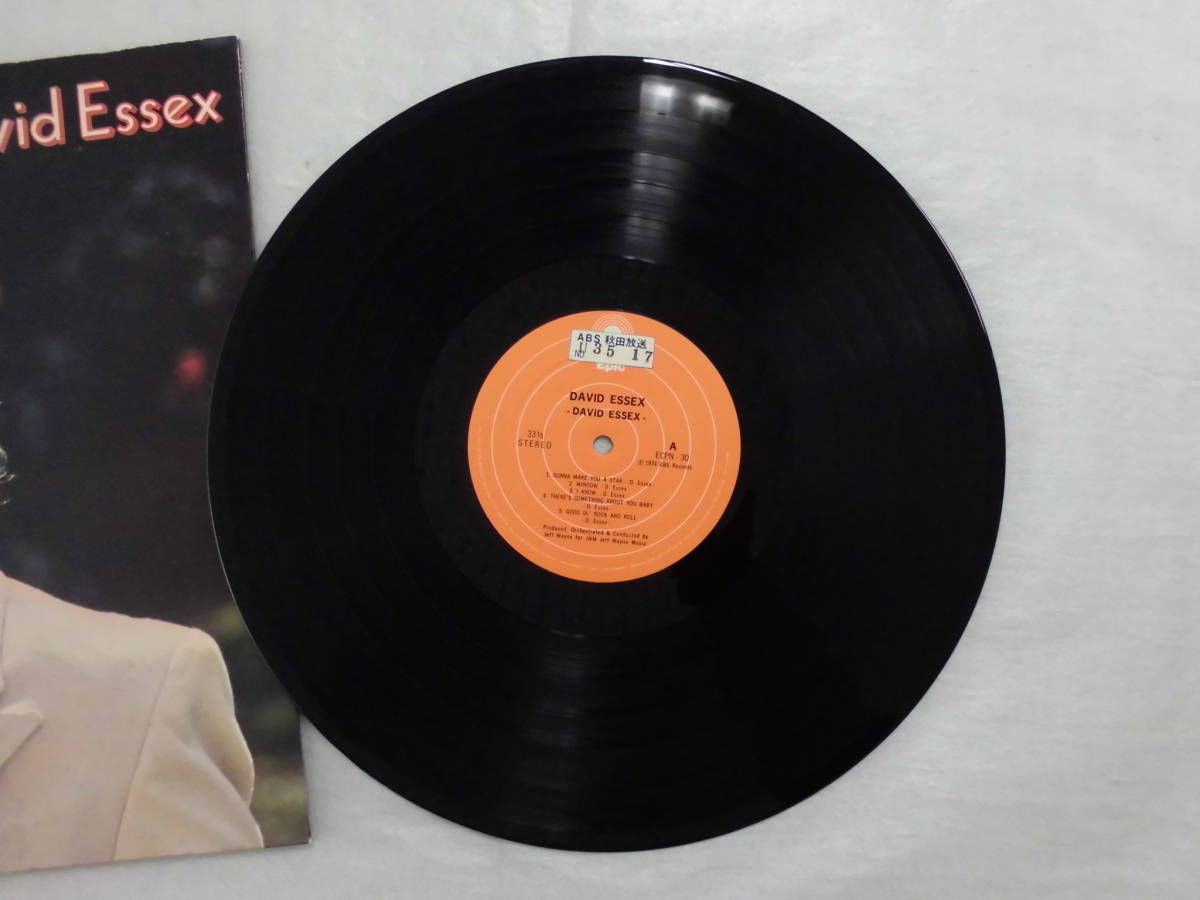 vid Essex
ABS 秋田放送
NO U 35 17
Epic
DAVID ESSEX
- DAVID ESSEX -
33⅓
STEREO
A
ECPN - 30
Ⓟ 1974 CBS Records
1. GONNA MAKE YOU A STAR - D. Essex -
2. WINDOW - D. Essex -
3. I KNOW - D. Essex -
4. THERE'S SOMETHING ABOUT YOU BABY
- D. Essex -
5. GOOD OL' ROCK AND ROLL
- D. Essex -
Produced, Orchestrated & Conducted by
Jeff Wayne for JWM Jeff Wayne Music